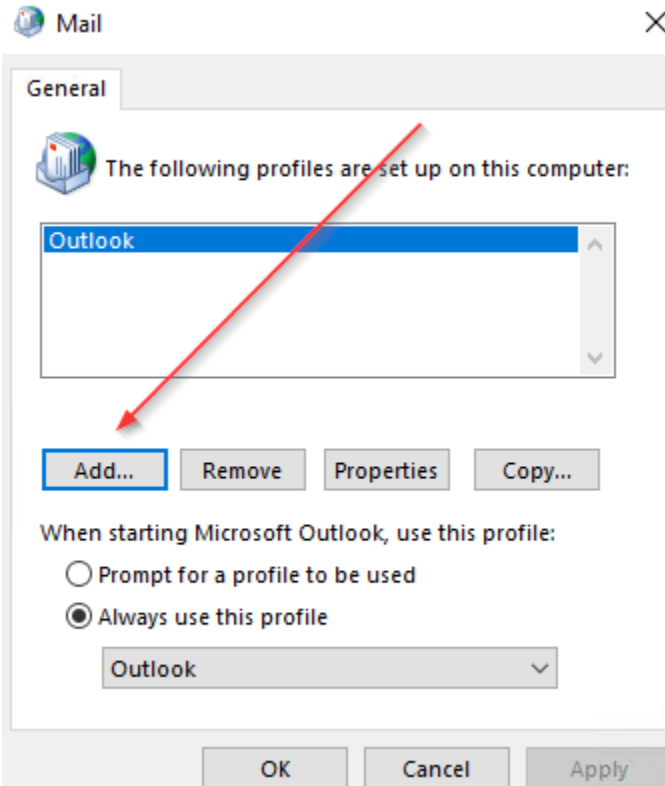 Mail
General
The following profiles are set up on this computer:
Outlook
Add... Remove Properties Copy...
When starting Microsoft Outlook, use this profile:
Prompt for a profile to be used
Always use this profile
Outlook
OK Cancel Apply